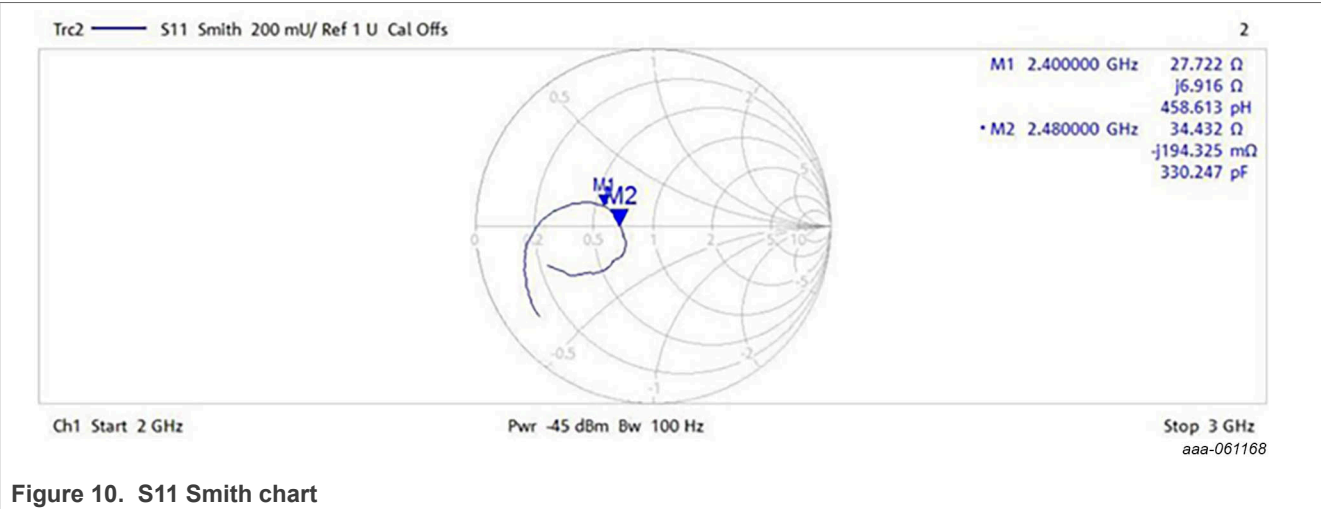 Trc2 S11 Smith 200 mU/ Ref 1 U Cal Offs 2
M1 2.400000 GHz 27.722 Ω
j6.916 Ω
458.613 pH
• M2 2.480000 GHz 34.432 Ω
-j194.325 mΩ
330.247 pF
1
0.5 2
5
M1
M2
0 0.2 0.5 1 2 5 10
-5
-0.5 -2
-1
Ch1 Start 2 GHz Pwr -45 dBm Bw 100 Hz Stop 3 GHz
aaa-061168
Figure 10. S11 Smith chart